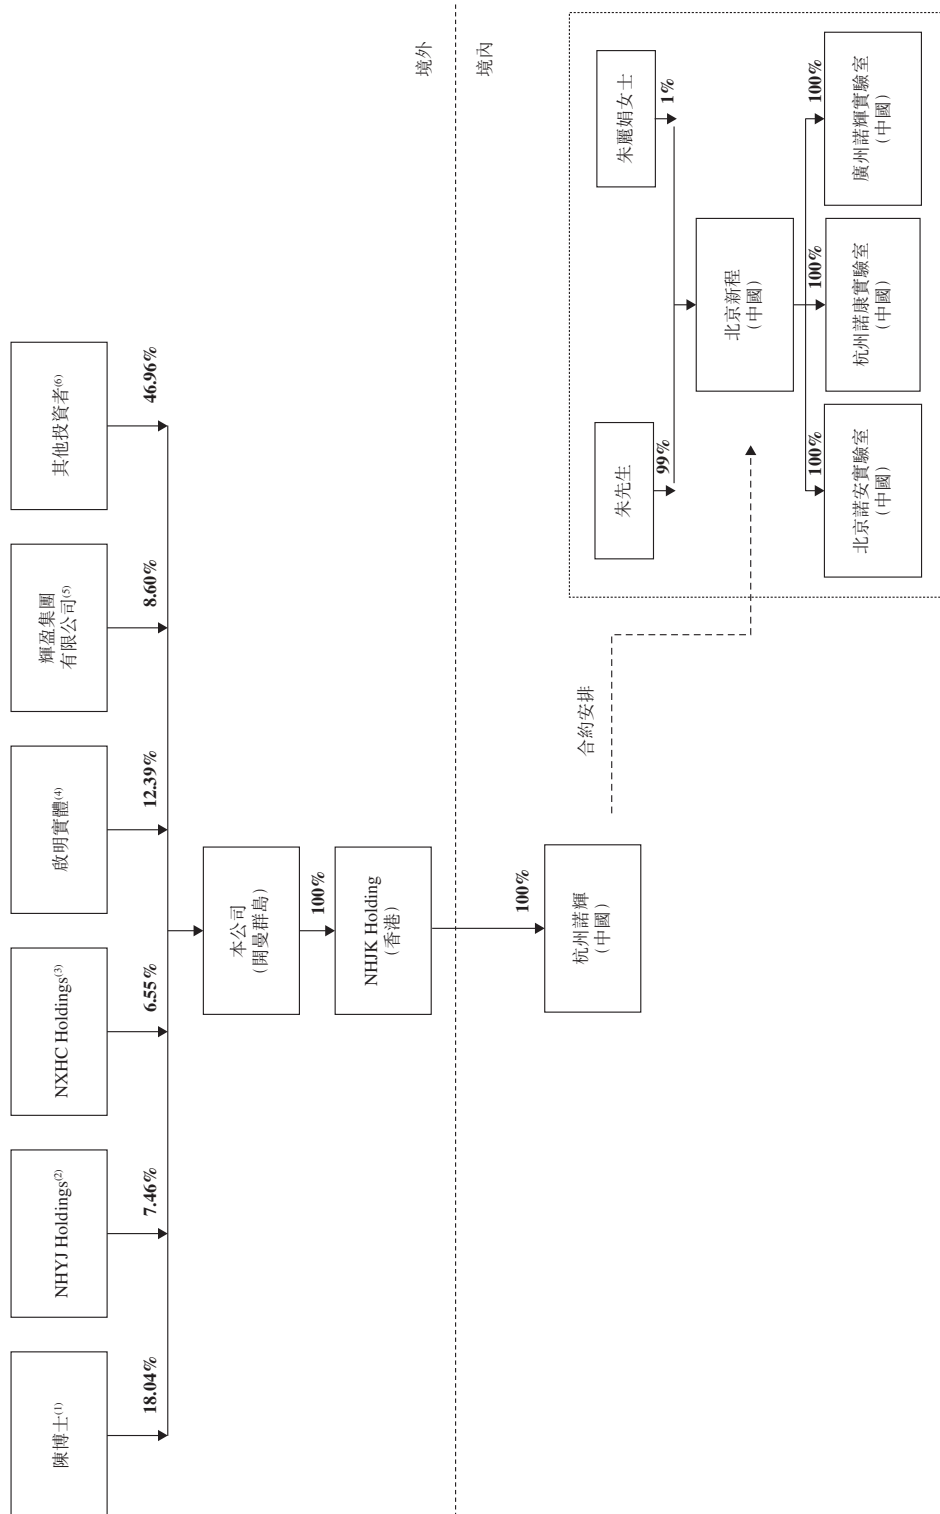 陳博士(1)
NHYJ Holdings(2)
NXHC Holdings(3)
啟明實體(4)
輝盈集團
有限公司(5)
其他投資者(6)
18.04%
7.46%
6.55%
12.39%
8.60%
46.96%
本公司
（開曼群島）
100%
NHJK Holding
（香港）
境外
境內
100%
杭州諾輝
（中國）
合約安排
朱先生
朱麗娟女士
99%
1%
北京新程
（中國）
100%
100%
100%
北京諾安實驗室
（中國）
杭州諾康實驗室
（中國）
廣州諾輝實驗室
（中國）